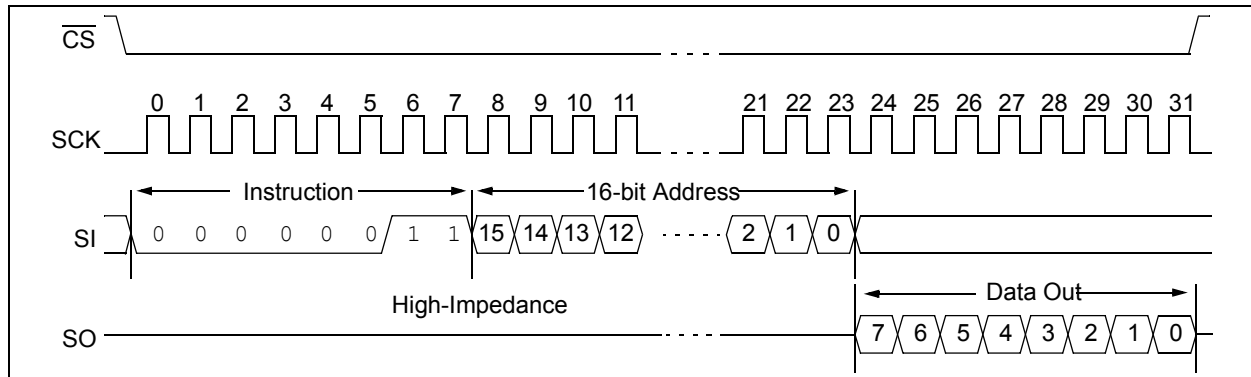 CS
0 1 2 3 4 5 6 7 8 9 10 11 21 22 23 24 25 26 27 28 29 30 31
SCK
Instruction 16-bit Address
SI 0 0 0 0 0 0 1 1 15 14 13 12 2 1 0
High-Impedance Data Out
SO 7 6 5 4 3 2 1 0